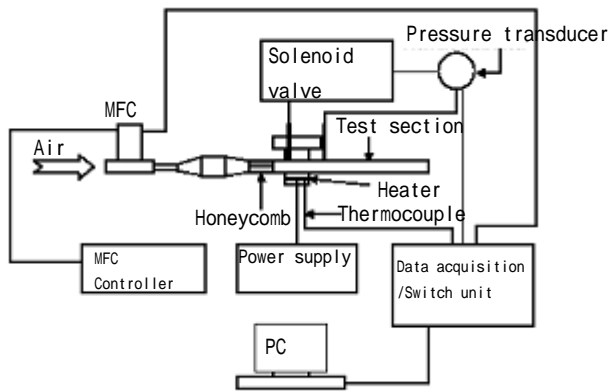 Pressure transducer
Solenoid
valve
MFC
Test section
Air
Heater
Honeycomb
Thermocouple
MFC
Controller
Power supply
Data acquisition
/Switch unit
PC